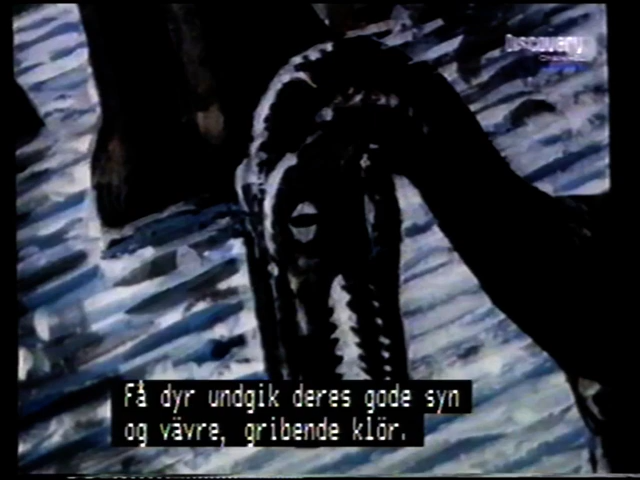 Discovery
Få dyr undgik deres gode syn
og vävre, gribende klör.